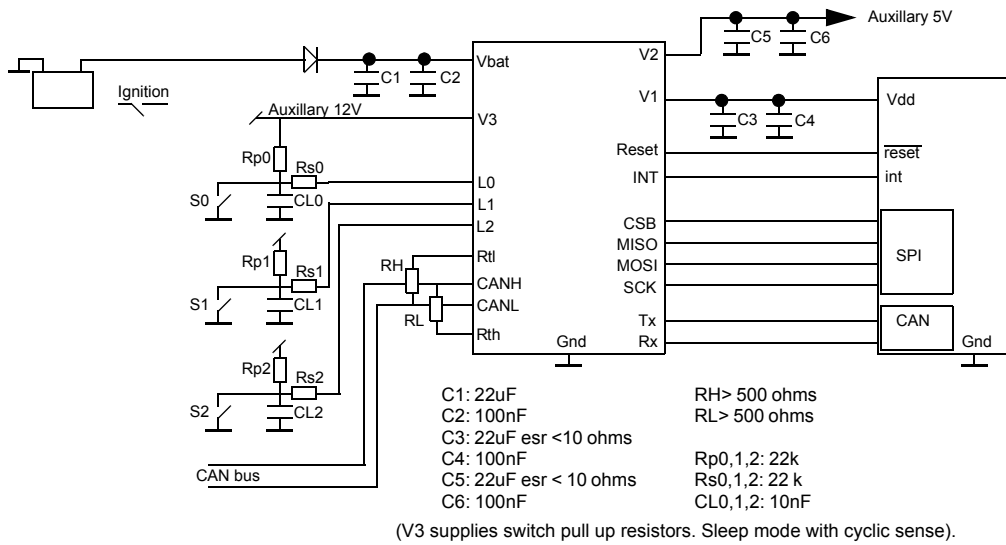 Auxillary 5V
C5
C6
V2
Vbat
C1
C2
Ignition
V1
Vdd
C3
C4
Auxillary 12V
V3
Rp0
Reset
reset
Rs0
INT
int
L0
S0
CL0
L1
L2
CSB
Rp1
MISO
SPI
Rs1
Rtl
RH
MOSI
CANH
SCK
S1
CL1
CANL
RL
Tx
CAN
Rth
Gnd
Rx
Gnd
Rp2
Rs2
S2
CL2
CAN bus
C1: 22uF
C2: 100nF
C3: 22uF esr <10 ohms
C4: 100nF
C5: 22uF esr < 10 ohms
C6: 100nF
RH> 500 ohms
RL> 500 ohms
Rp0,1,2: 22k
Rs0,1,2: 22 k
CL0,1,2: 10nF
(V3 supplies switch pull up resistors. Sleep mode with cyclic sense).